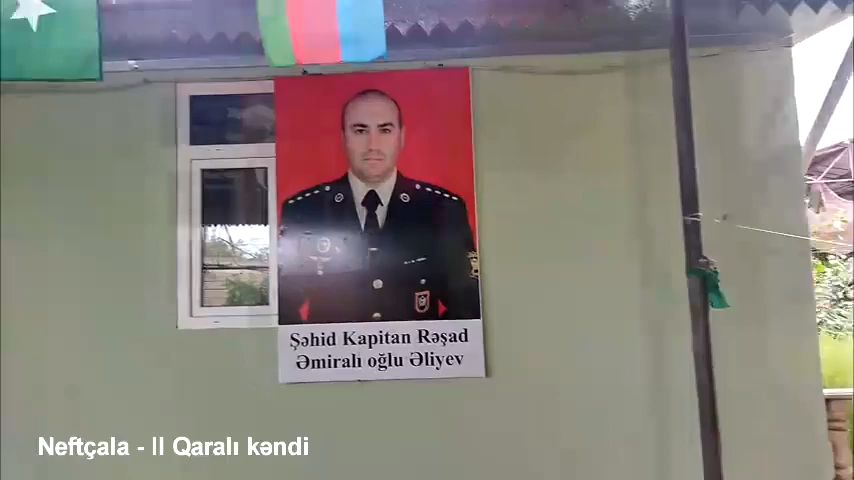 Şəhid Kapitan Rəşad
Əmiralı oğlu Əliyev
Neftçala - II Qaralı kəndi